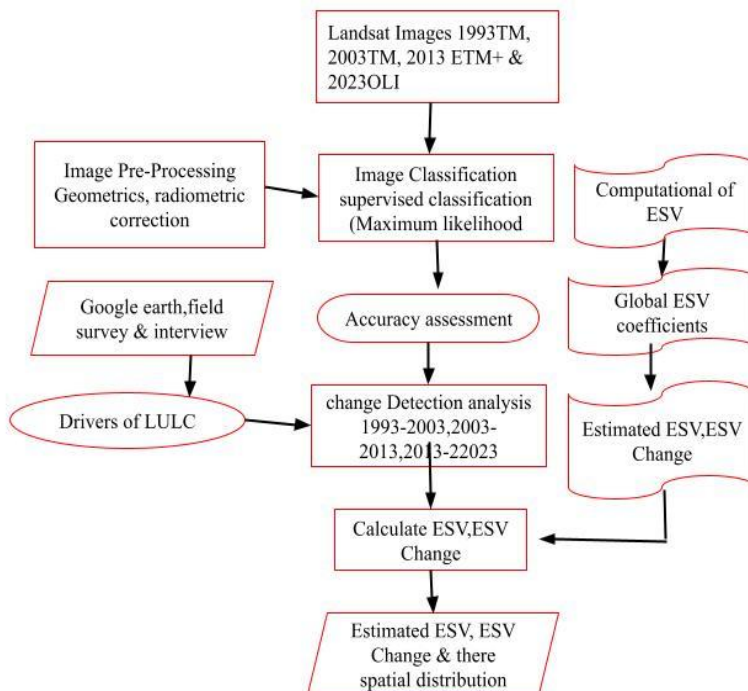 Landsat Images 1993TM,
2003TM, 2013 ETM+ &
2023OLI
Image Pre-Processing
Geometrics, radiometric
correction
Image Classification
supervised classification
(Maximum likelihood
Computational of
ESV
Google earth,field
survey & interview
Accuracy assessment
Global ESV
coefficients
Drivers of LULC
change Detection analysis
1993-2003,2003-
2013,2013-22023
Estimated ESV,ESV
Change
Calculate ESV,ESV
Change
Estimated ESV, ESV
Change & there
spatial distribution